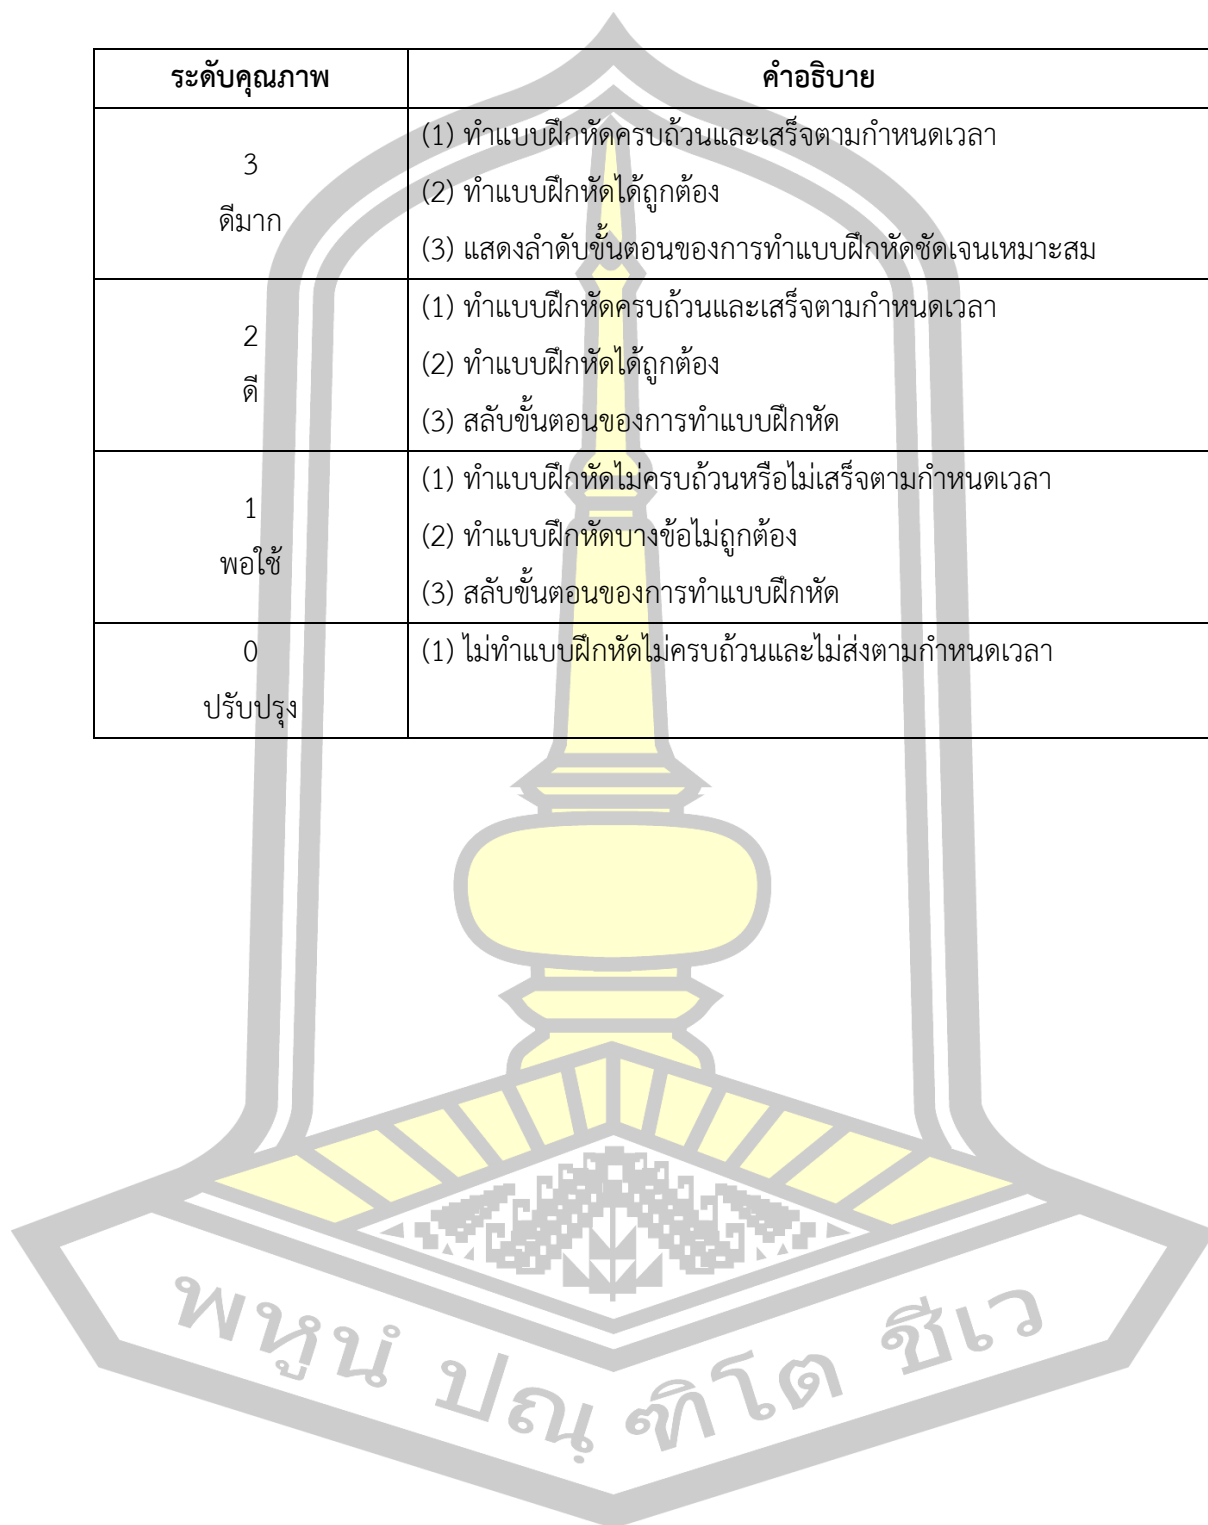 ระดับคุณภาพ คำอธิบาย
3
ดีมาก
(1) ทำแบบฝึกหัดครบถ้วนและเสร็จตามกำหนดเวลา
(2) ทำแบบฝึกหัดได้ถูกต้อง
(3) แสดงลำดับขั้นตอนของการทำแบบฝึกหัดชัดเจนเหมาะสม
2
ดี
(1) ทำแบบฝึกหัดครบถ้วนและเสร็จตามกำหนดเวลา
(2) ทำแบบฝึกหัดได้ถูกต้อง
(3) สลับขั้นตอนของการทำแบบฝึกหัด
1
พอใช้
(1) ทำแบบฝึกหัดไม่ครบถ้วนหรือไม่เสร็จตามกำหนดเวลา
(2) ทำแบบฝึกหัดบางข้อไม่ถูกต้อง
(3) สลับขั้นตอนของการทำแบบฝึกหัด
0
ปรับปรุง
(1) ไม่ทำแบบฝึกหัดไม่ครบถ้วนและไม่ส่งตามกำหนดเวลา
พหูนํ ปณฺฑิโต ชีเว